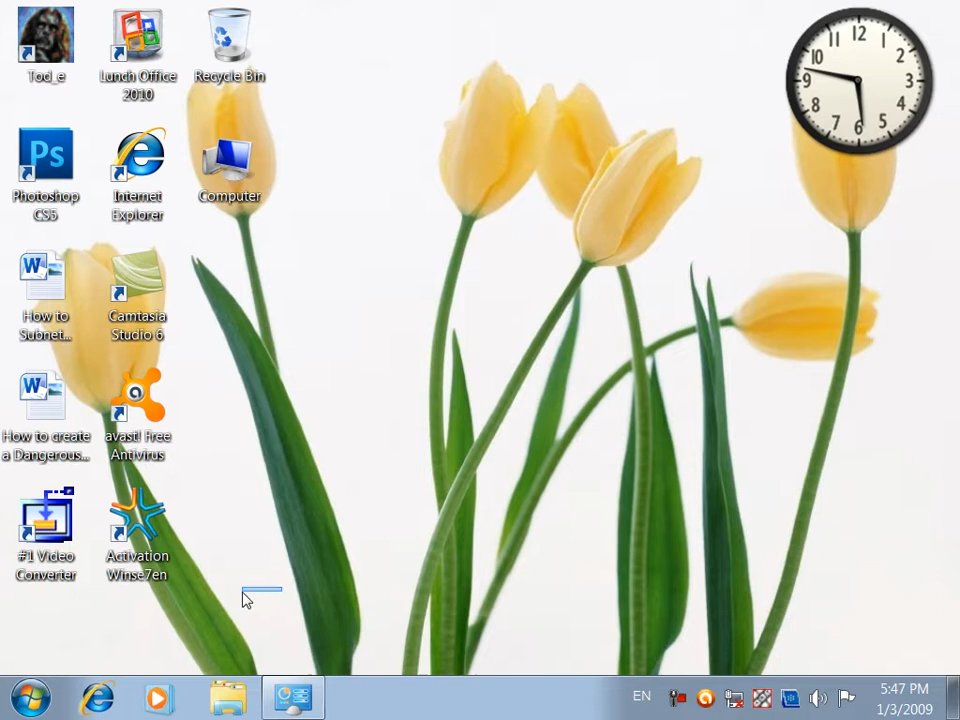 Tod_e
Lunch Office
2010
Recycle Bin
Ps
Photoshop
CS5
Internet
Explorer
Computer
W
How to
Subnet...
Camtasia
Studio 6
W
How to create
a Dangerous...
a
avast! Free
Antivirus
#1 Video
Converter
Activation
Winse7en
12
1
2
3
4
5
6
7
8
9
10
11
EN
5:47 PM
1/3/2009